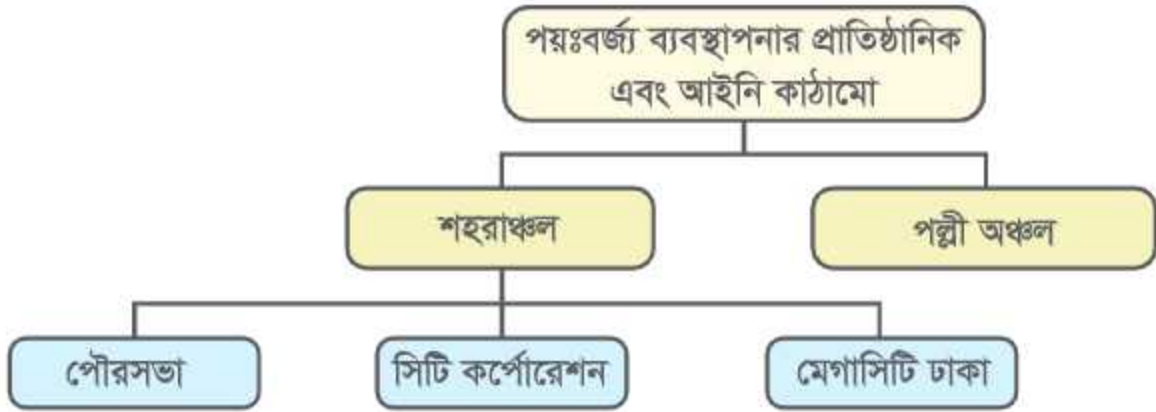 পয়ঃবর্জ্য ব্যবস্থাপনার প্রাতিষ্ঠানিক
এবং আইনি কাঠামো
শহরাঞ্চল
পল্লী অঞ্চল
পৌরসভা
সিটি কর্পোরেশন
মেগাসিটি ঢাকা